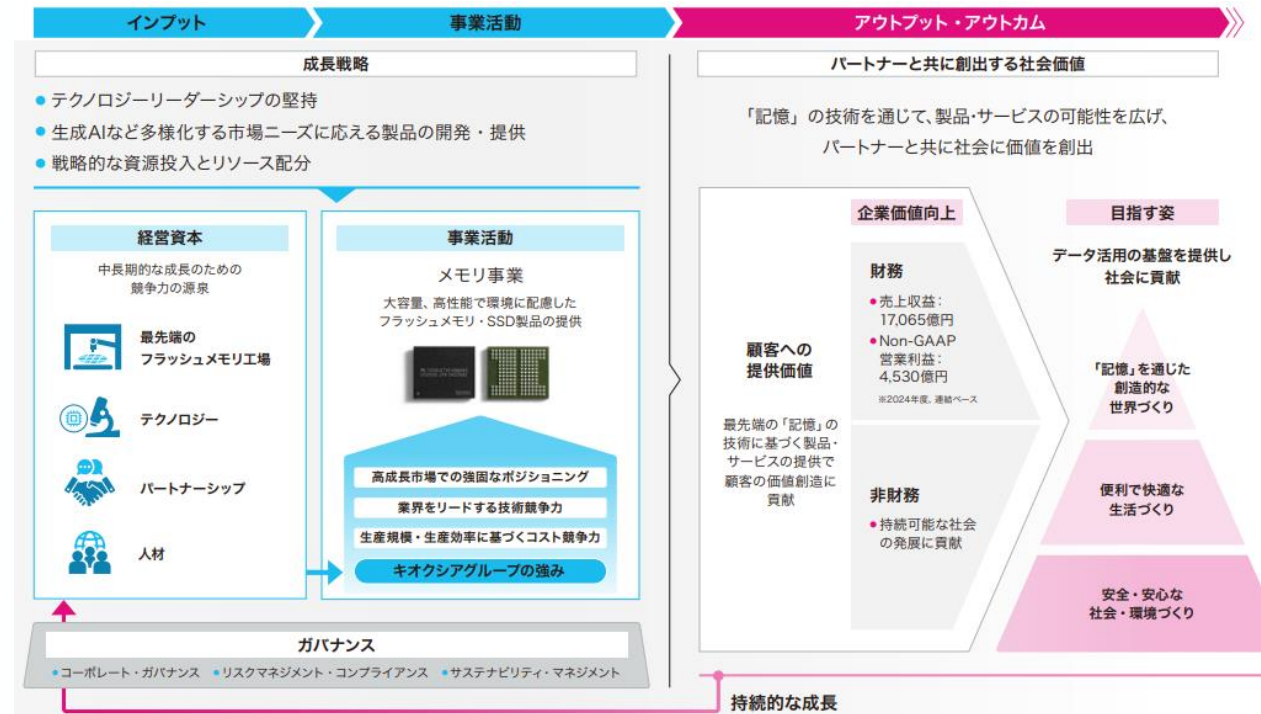 インプット
事業活動
アウトプット・アウトカム
成長戦略
●テクノロジーリーダーシップの堅持
●生成AIなど多様化する市場ニーズに応える製品の開発・提供
●戦略的な資源投入とリソース配分
経営資本
中長期的な成長のための
競争力の源泉
最先端の
フラッシュメモリ工場
テクノロジー
パートナーシップ
人材
事業活動
メモリ事業
大容量、高性能で環境に配慮した
フラッシュメモリ・SSD製品の提供
高成長市場での強固なポジショニング
業界をリードする技術競争力
生産規模・生産効率に基づくコスト競争力
キオクシアグループの強み
ガバナンス
●コーポレート・ガバナンス ●リスクマネジメント・コンプライアンス ●サステナビリティ・マネジメント
パートナーと共に創出する社会価値
「記憶」の技術を通じて、製品・サービスの可能性を広げ、
パートナーと共に社会に価値を創出
顧客への
提供価値
最先端の「記憶」の
技術に基づく製品・
サービスの提供で
顧客の価値創造に
貢献
企業価値向上
財務
●売上収益：
17,065億円
●Non-GAAP
営業利益：
4,530億円
※2024年度, 連結ベース
非財務
●持続可能な社会
の発展に貢献
目指す姿
データ活用の基盤を提供し
社会に貢献
「記憶」を通じた
創造的な
世界づくり
便利で快適な
生活づくり
安全・安心な
社会・環境づくり
持続的な成長